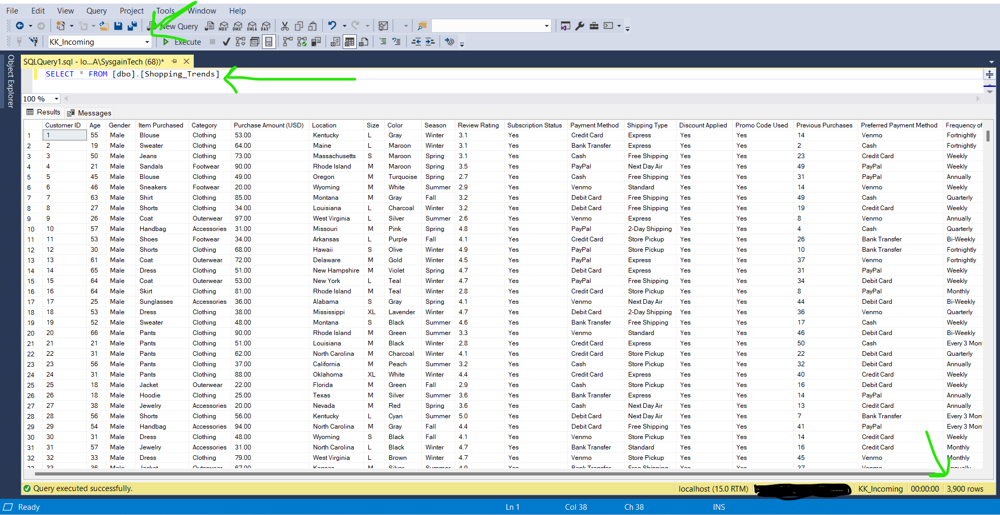 File Edit View Query Project Tools Window Help
New Query MDX DMX XMLA DAX
KK_Incoming Execute
Object Explorer
SQLQuery1.sql - lo...A\SysgainTech (68))*
SELECT * FROM [dbo].[Shopping_Trends]
100 %
Results Messages
Customer ID Age Gender Item Purchased Category Purchase Amount (USD) Location Size Color Season Review Rating Subscription Status Payment Method Shipping Type Discount Applied Promo Code Used Previous Purchases Preferred Payment Method Frequency of
1 1 55 Male Blouse Clothing 53.00 Kentucky L Gray Winter 3.1 Yes Credit Card Express Yes Yes 14 Venmo Fortnightly
2 2 19 Male Sweater Clothing 64.00 Maine L Maroon Winter 3.1 Yes Bank Transfer Express Yes Yes 2 Cash Fortnightly
3 3 50 Male Jeans Clothing 73.00 Massachusetts S Maroon Spring 3.1 Yes Cash Free Shipping Yes Yes 23 Credit Card Weekly
4 4 21 Male Sandals Footwear 90.00 Rhode Island M Maroon Spring 3.5 Yes PayPal Next Day Air Yes Yes 49 PayPal Weekly
5 5 45 Male Blouse Clothing 49.00 Oregon M Turquoise Spring 2.7 Yes Cash Free Shipping Yes Yes 31 PayPal Annually
6 6 46 Male Sneakers Footwear 20.00 Wyoming M White Summer 2.9 Yes Venmo Standard Yes Yes 14 Venmo Weekly
7 7 63 Male Shirt Clothing 85.00 Montana M Gray Fall 3.2 Yes Debit Card Free Shipping Yes Yes 49 Cash Quarterly
8 8 27 Male Shorts Clothing 34.00 Louisiana L Charcoal Winter 3.2 Yes Debit Card Free Shipping Yes Yes 19 Credit Card Weekly
9 9 26 Male Coat Outerwear 97.00 West Virginia L Silver Summer 2.6 Yes Venmo Express Yes Yes 8 Venmo Annually
10 10 57 Male Handbag Accessories 31.00 Missouri M Pink Spring 4.8 Yes PayPal 2-Day Shipping Yes Yes 4 Cash Quarterly
11 11 53 Male Shoes Footwear 34.00 Arkansas L Purple Fall 4.1 Yes Credit Card Store Pickup Yes Yes 26 Bank Transfer Bi-Weekly
12 12 30 Male Shorts Clothing 68.00 Hawaii S Olive Winter 4.9 Yes PayPal Store Pickup Yes Yes 10 Bank Transfer Fortnightly
13 13 61 Male Coat Outerwear 72.00 Delaware M Gold Winter 4.5 Yes PayPal Express Yes Yes 37 Venmo Fortnightly
14 14 65 Male Dress Clothing 51.00 New Hampshire M Violet Spring 4.7 Yes Debit Card Express Yes Yes 31 PayPal Weekly
15 15 64 Male Coat Outerwear 53.00 New York L Teal Winter 4.7 Yes PayPal Free Shipping Yes Yes 34 Debit Card Weekly
16 16 64 Male Skirt Clothing 81.00 Rhode Island M Teal Winter 2.8 Yes Credit Card Store Pickup Yes Yes 8 PayPal Monthly
17 17 25 Male Sunglasses Accessories 36.00 Alabama S Gray Spring 4.1 Yes Venmo Next Day Air Yes Yes 44 Debit Card Bi-Weekly
18 18 53 Male Dress Clothing 38.00 Mississippi XL Lavender Winter 4.7 Yes Debit Card 2-Day Shipping Yes Yes 36 Venmo Quarterly
19 19 52 Male Sweater Clothing 48.00 Montana S Black Summer 4.6 Yes Bank Transfer Free Shipping Yes Yes 17 Cash Weekly
20 20 66 Male Pants Clothing 90.00 Rhode Island M Green Summer 3.3 Yes Venmo Standard Yes Yes 46 Debit Card Bi-Weekly
21 21 21 Male Pants Clothing 51.00 Louisiana M Black Winter 2.8 Yes Credit Card Express Yes Yes 50 Cash Every 3 Mon
22 22 31 Male Pants Clothing 62.00 North Carolina M Charcoal Winter 4.1 Yes Credit Card Store Pickup Yes Yes 22 Debit Card Quarterly
23 23 56 Male Pants Clothing 37.00 California M Peach Summer 3.2 Yes Cash Store Pickup Yes Yes 32 Debit Card Annually
24 24 31 Male Pants Clothing 88.00 Oklahoma XL White Winter 4.4 Yes Credit Card Express Yes Yes 40 Credit Card Weekly
25 25 18 Male Jacket Outerwear 22.00 Florida M Green Fall 2.9 Yes Cash Store Pickup Yes Yes 16 Debit Card Weekly
26 26 18 Male Hoodie Clothing 25.00 Texas M Silver Summer 3.6 Yes Bank Transfer Express Yes Yes 14 PayPal Annually
27 27 38 Male Jewelry Accessories 20.00 Nevada M Red Spring 3.6 Yes Cash Next Day Air Yes Yes 13 Credit Card Annually
28 28 56 Male Shorts Clothing 56.00 Kentucky L Cyan Summer 5.0 Yes Debit Card Next Day Air Yes Yes 7 Bank Transfer Every 3 Mon
29 29 54 Male Handbag Accessories 94.00 North Carolina M Gray Fall 4.4 Yes Debit Card Free Shipping Yes Yes 41 PayPal Every 3 Mon
30 30 31 Male Dress Clothing 48.00 Wyoming S Black Fall 4.1 Yes Venmo Store Pickup Yes Yes 14 Credit Card Weekly
31 31 57 Male Jewelry Accessories 31.00 North Carolina L Black Winter 4.7 Yes Bank Transfer Standard Yes Yes 16 Credit Card Monthly
32 32 33 Male Dress Clothing 79.00 West Virginia L Brown Winter 4.7 Yes Venmo Store Pickup Yes Yes 45 Venmo Monthly
33 33 36 Male Jacket Outerwear 67.00 Kansas M Silver Summer 4.9 Yes Bank Transfer Free Shipping Yes Yes 37 Venmo Annually
Query executed successfully. localhost (15.0 RTM) KK_Incoming 00:00:00 3,900 rows
Ready Ln 1 Col 38 Ch 38 INS